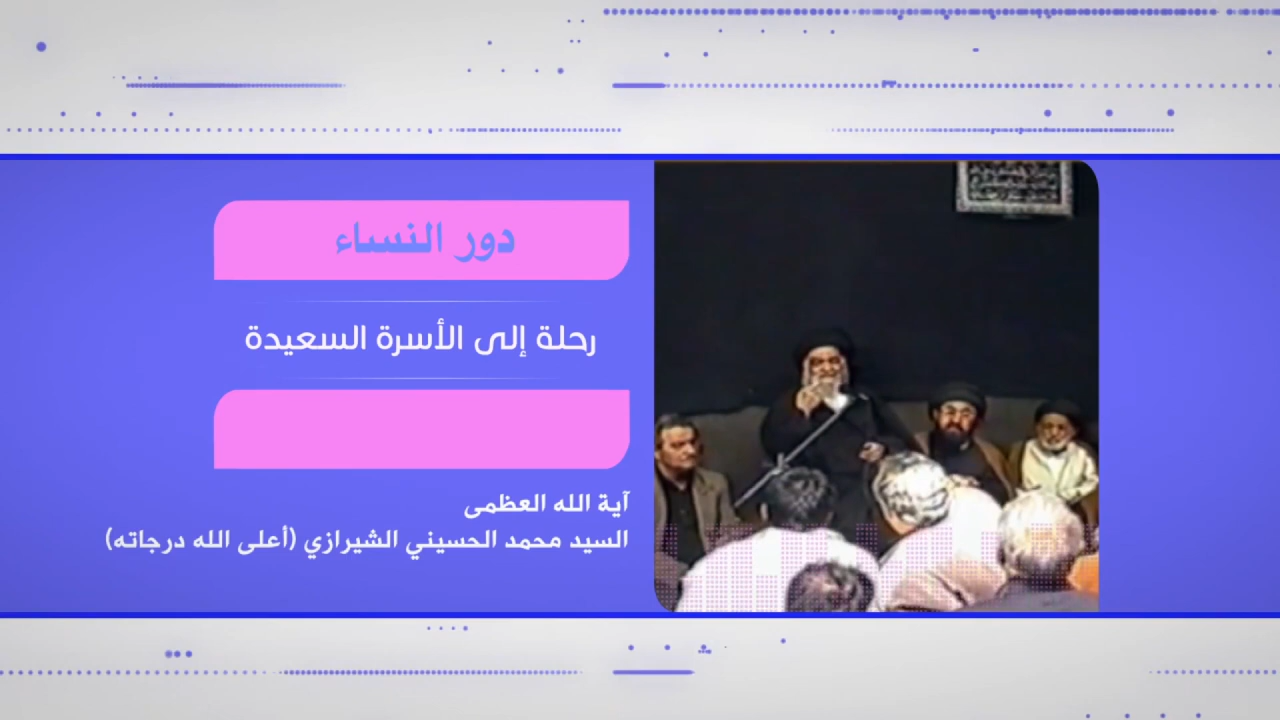 دور النساء
رحلة إلى الأسرة السعيدة
آية الله العظمى
السيد محمد الحسيني الشيرازي (أعلى الله درجاته)